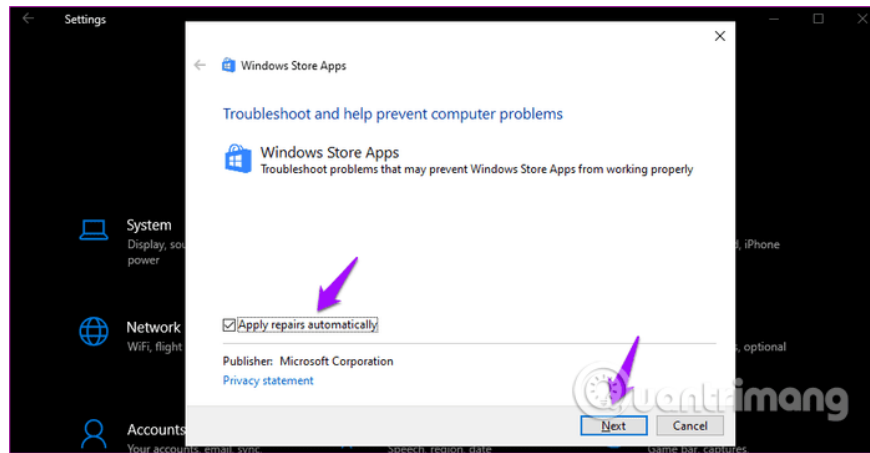 Settings
Windows Store Apps
Troubleshoot and help prevent computer problems
Windows Store Apps
Troubleshoot problems that may prevent Windows Store Apps from working properly
System
Display, sou
power
, iPhone
Network
WiFi, flight
, optional
Apply repairs automatically
Publisher: Microsoft Corporation
Privacy statement
Quantrimang
Next
Cancel
Accounts
Your accounts, email, sync,
Speech, region, date
Game bar, captures,